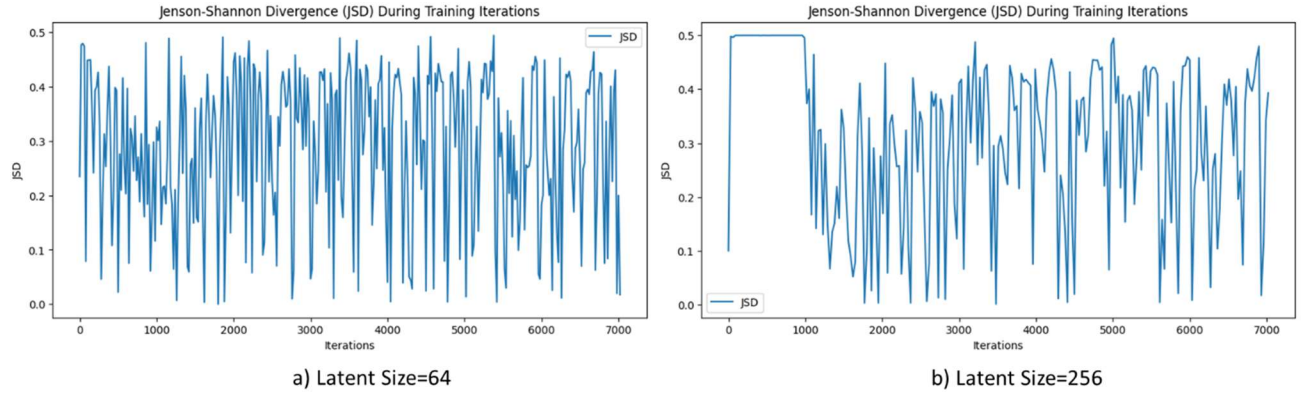 Jenson-Shannon Divergence (JSD) During Training Iterations
0.5
0.4
0.3
0.2
0.1
0.0
JSD
JSD
0 1000 2000 3000 4000 5000 6000 7000
Iterations
a) Latent Size=64
Jenson-Shannon Divergence (JSD) During Training Iterations
0.5
0.4
0.3
0.2
0.1
0.0
JSD
JSD
0 1000 2000 3000 4000 5000 6000 7000
Iterations
b) Latent Size=256